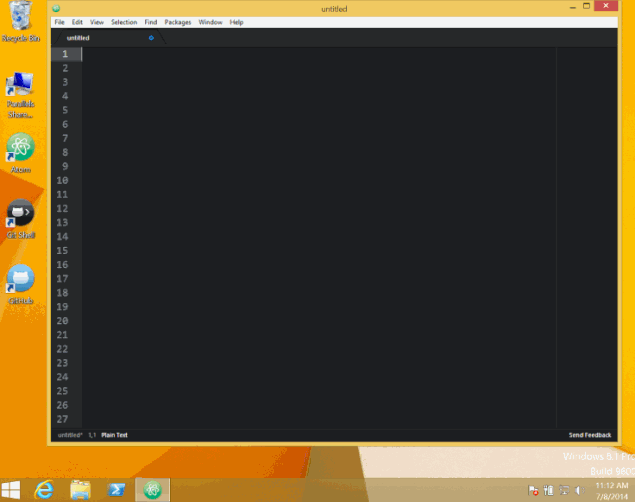 untitled
File Edit View Selection Find Packages Window Help
untitled
1
2
3
4
5
6
7
8
9
10
11
12
13
14
15
16
17
18
19
20
21
22
23
24
25
26
27
untitled* 1,1 Plain Text Send Feedback
Recycle Bin
Parallels
Share...
Atom
Git Shell
GitHub
Windows 8.1 Pro
Build 9600
11:12 AM
7/8/2014